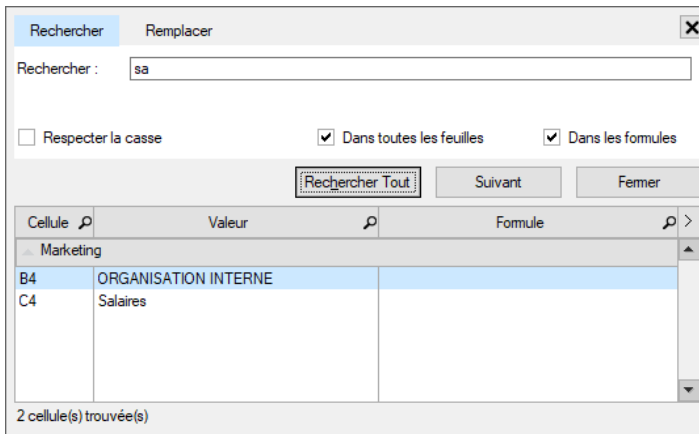 Rechercher Remplacer
Rechercher : sa
Respecter la casse Dans toutes les feuilles Dans les formules
Rechercher Tout Suivant Fermer
Cellule Valeur Formule
Marketing
B4 ORGANISATION INTERNE
C4 Salaires
2 cellule(s) trouvée(s)